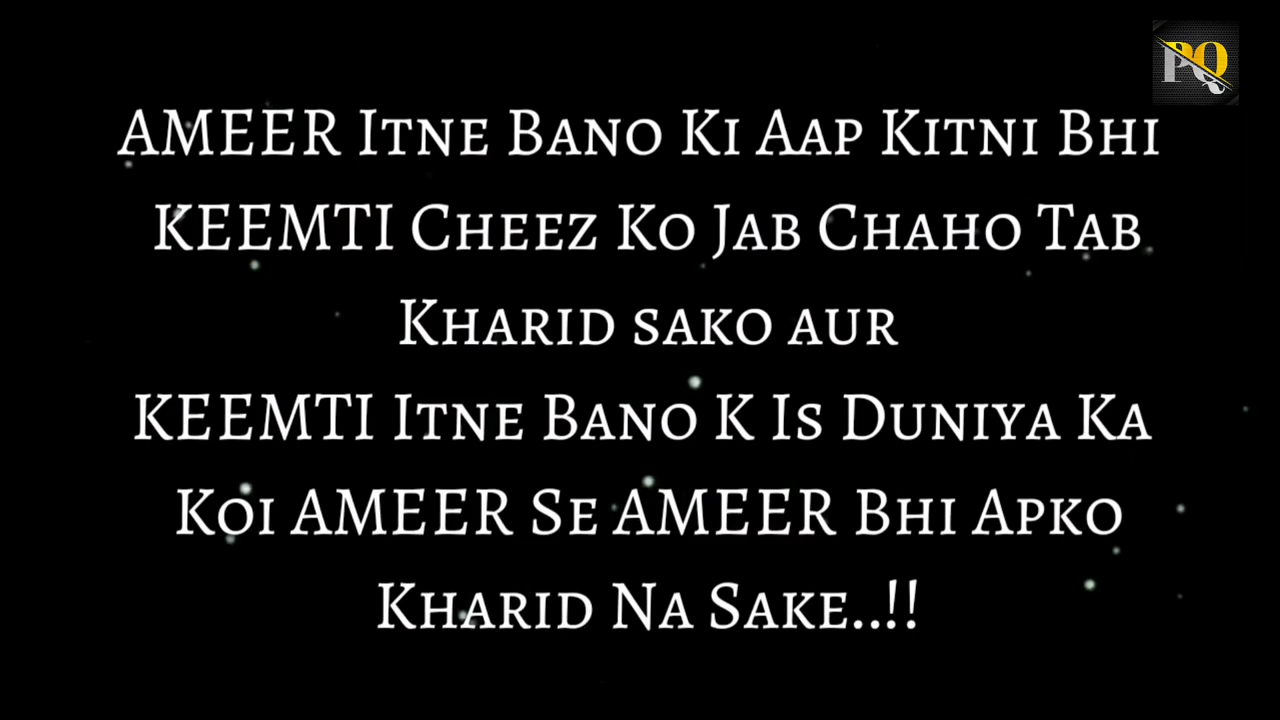 PQ
AMEER Itne Bano Ki Aap Kitni Bhi
KEEMTI Cheez Ko Jab Chaho Tab
Kharid sako aur
KEEMTI Itne Bano K Is Duniya Ka
Koi AMEER Se AMEER Bhi Apko
Kharid Na Sake..!!